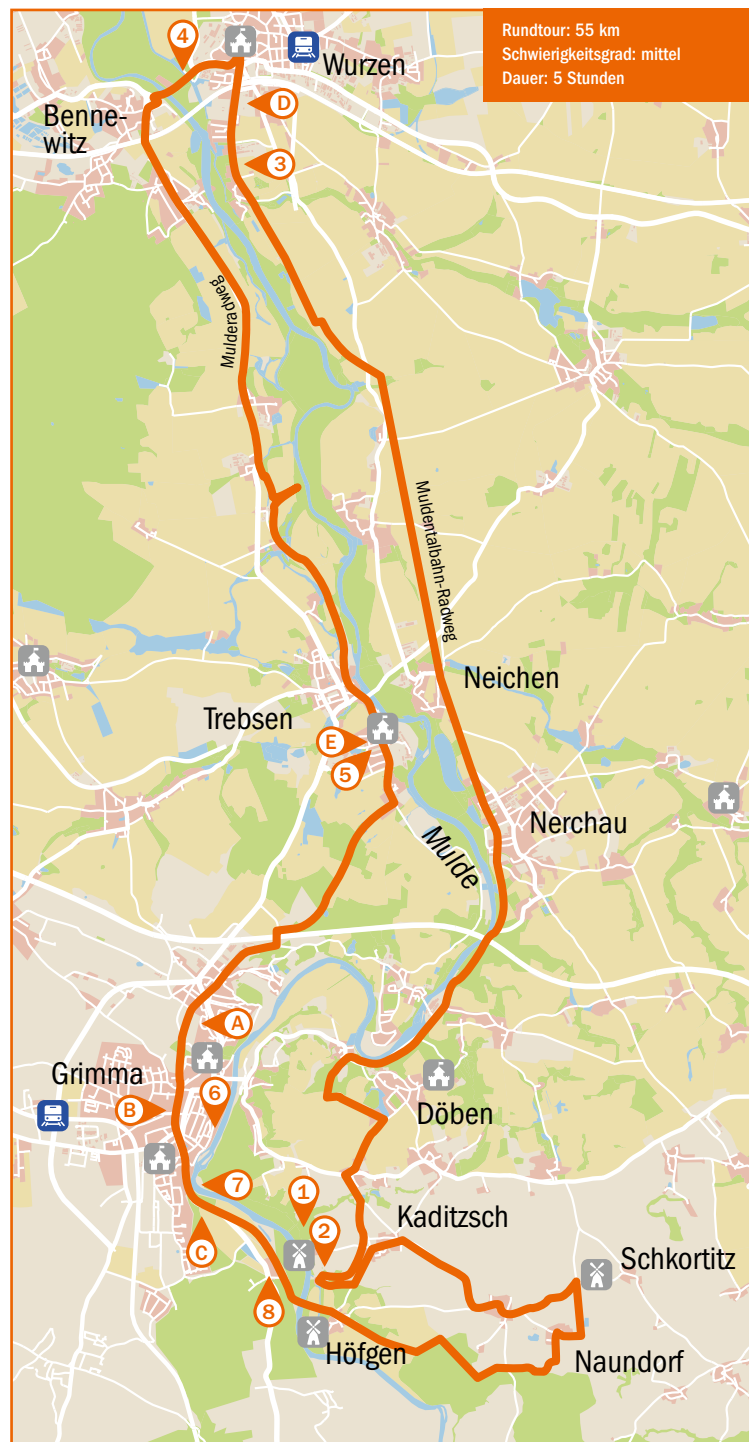 Rundtour: 55 km
Schwierigkeitsgrad: mittel
Dauer: 5 Stunden
4
Wurzen
Benne-
witz
D
3
Mulderadweg
Muldentalbahn-Radweg
Neichen
Trebsen
E
5
Nerchau
Mulde
A
Grimma
B
6
Döben
7
1
Kaditzsch
C
2
Schkortitz
8
Höfgen
Naundorf